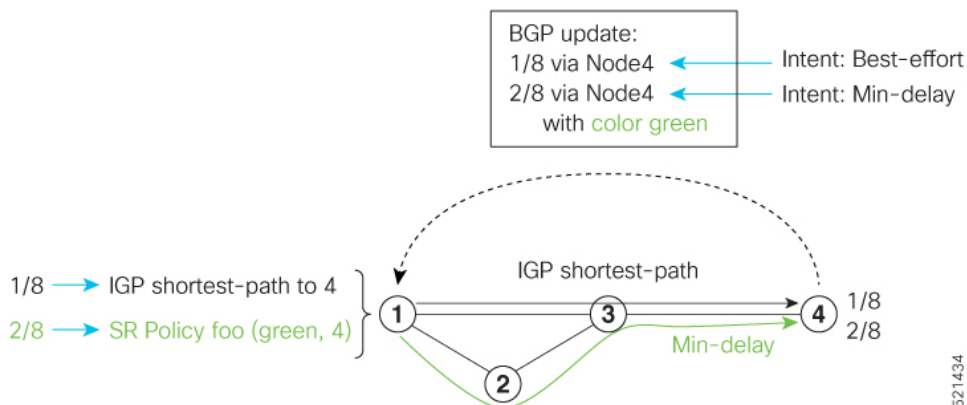 BGP update:
1/8 via Node4
2/8 via Node4
with color green
Intent: Best-effort
Intent: Min-delay
1/8 IGP shortest-path to 4
2/8 SR Policy foo (green, 4)
IGP shortest-path
1
3
4
1/8
2/8
Min-delay
2
521434